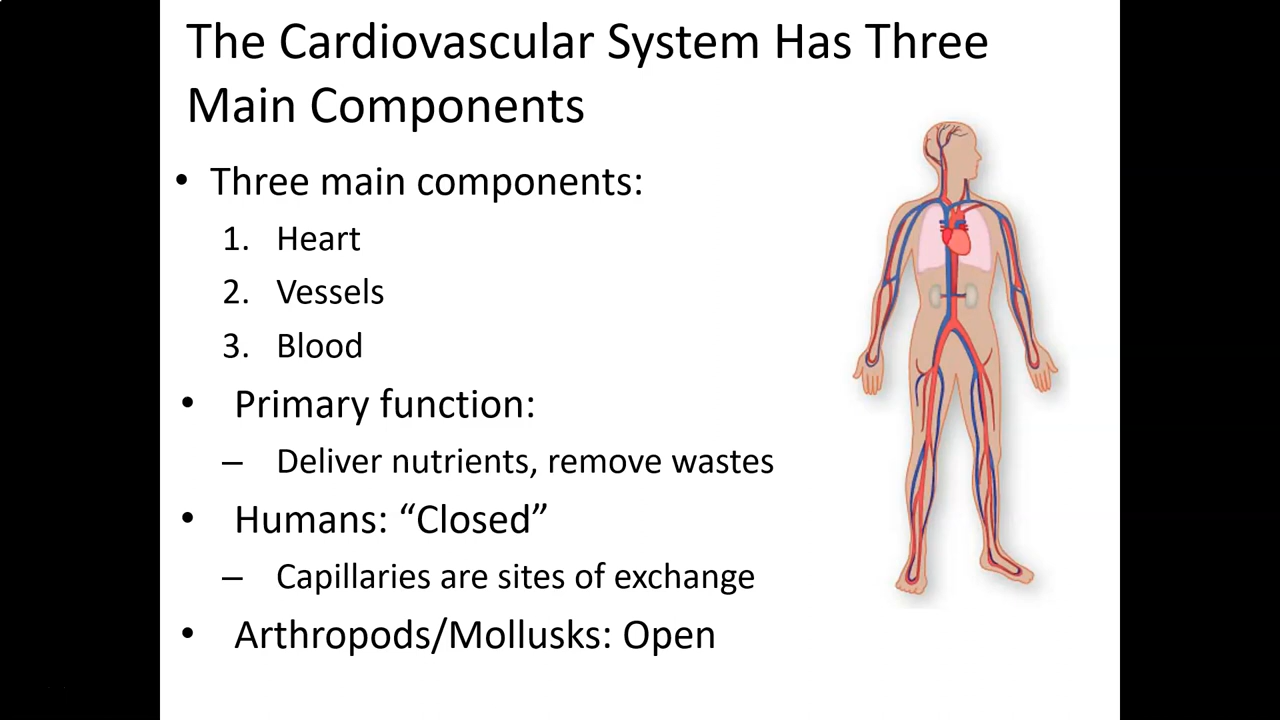 The Cardiovascular System Has Three
Main Components
• Three main components:
1. Heart
2. Vessels
3. Blood
• Primary function:
– Deliver nutrients, remove wastes
• Humans: “Closed”
– Capillaries are sites of exchange
• Arthropods/Mollusks: Open